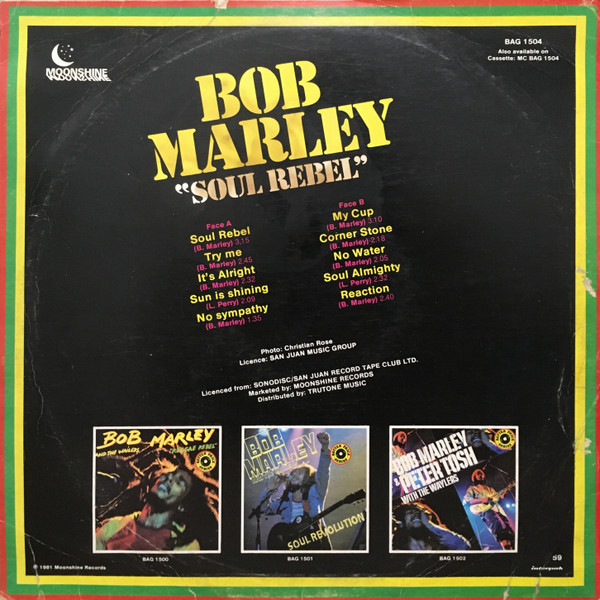 MOONSHINE
BAG 1504
Also available on
Cassette: MC BAG 1504
BOB
MARLEY
“SOUL REBEL”
Face A
Soul Rebel
(B. Marley) 3.15
Try me
(B. Marley) 2.45
It's Alright
(B. Marley) 2.32
Sun is shining
(L. Perry) 2.09
No sympathy
(B. Marley) 1.35
Face B
My Cup
(B. Marley) 3.10
Corner Stone
(B. Marley) 2.18
No Water
(B. Marley) 2.05
Soul Almighty
(L. Perry) 2.32
Reaction
(B. Marley) 2.40
Photo: Christian Rose
Licence: SAN JUAN MUSIC GROUP
Licenced from: SONODISC/SAN JUAN RECORD TAPE CLUB LTD.
Marketed by: MOONSHINE RECORDS
Distributed by: TRUTONE MUSIC
BOB MARLEY
AND THE WAILERS
"REGGAE REBEL"
BAG 1500
BOB
MARLEY
SOUL REVOLUTION
BAG 1501
BOB MARLEY
& PETER TOSH
WITH THE WAYLERS
BAG 1503
℗ 1981 Moonshine Records
59
interpak